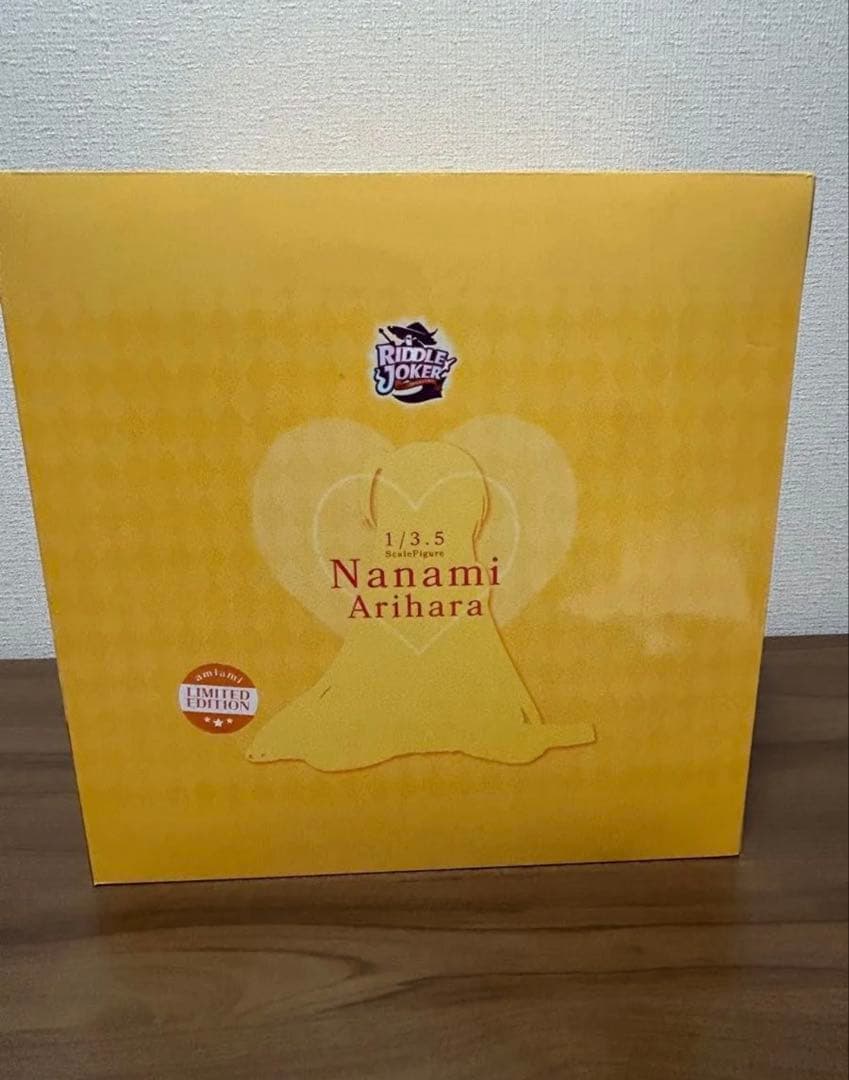 RIDDLE
JOKER
1/3.5
ScaleFigure
Nanami
Arihara
amiami
LIMITED
EDITION